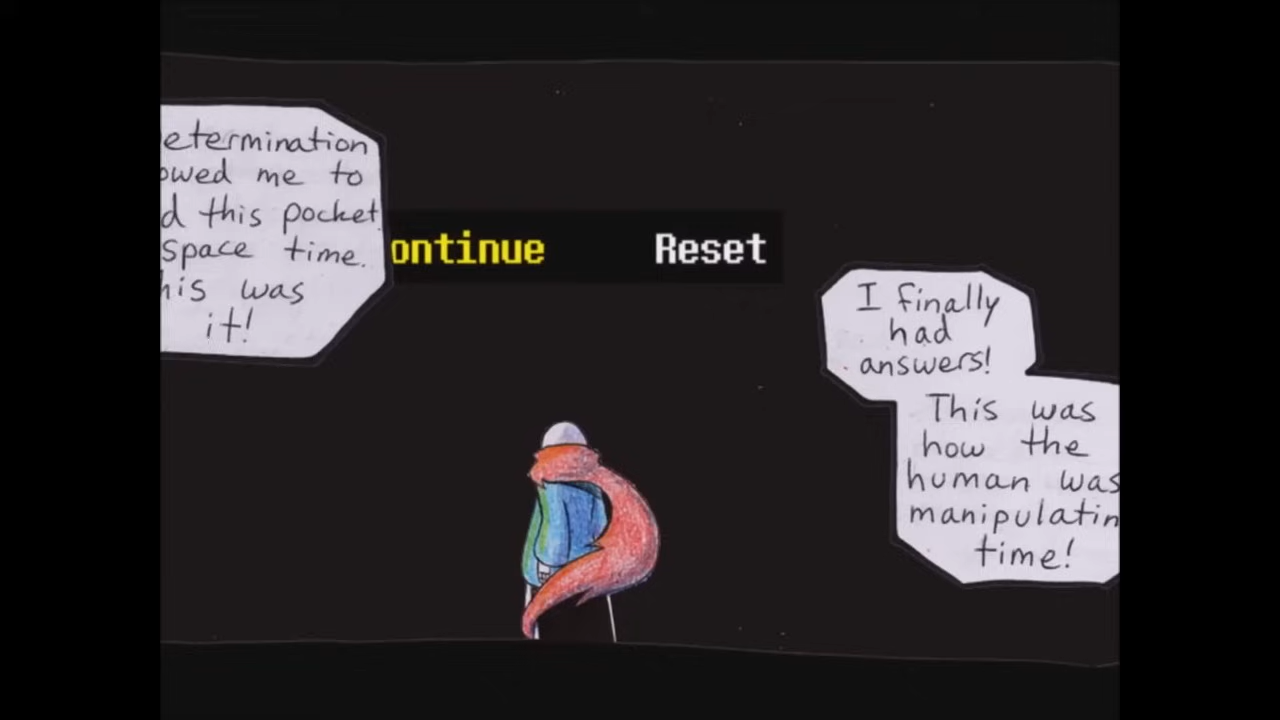 etermination
owed me to
d this pocket
space time.
his was
it!
ontinue Reset
I finally
had
answers!
This was
how the
human was
manipulatin
time!